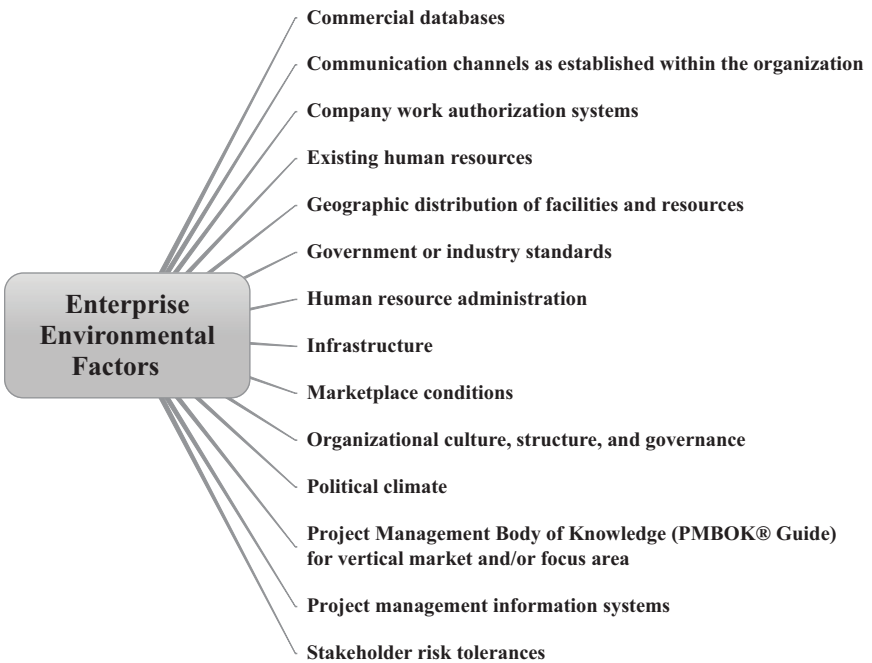 Commercial databases
Communication channels as established within the organization
Company work authorization systems
Existing human resources
Geographic distribution of facilities and resources
Government or industry standards
Enterprise
Environmental
Factors
Human resource administration
Infrastructure
Marketplace conditions
Organizational culture, structure, and governance
Political climate
Project Management Body of Knowledge (PMBOK® Guide)
for vertical market and/or focus area
Project management information systems
Stakeholder risk tolerances